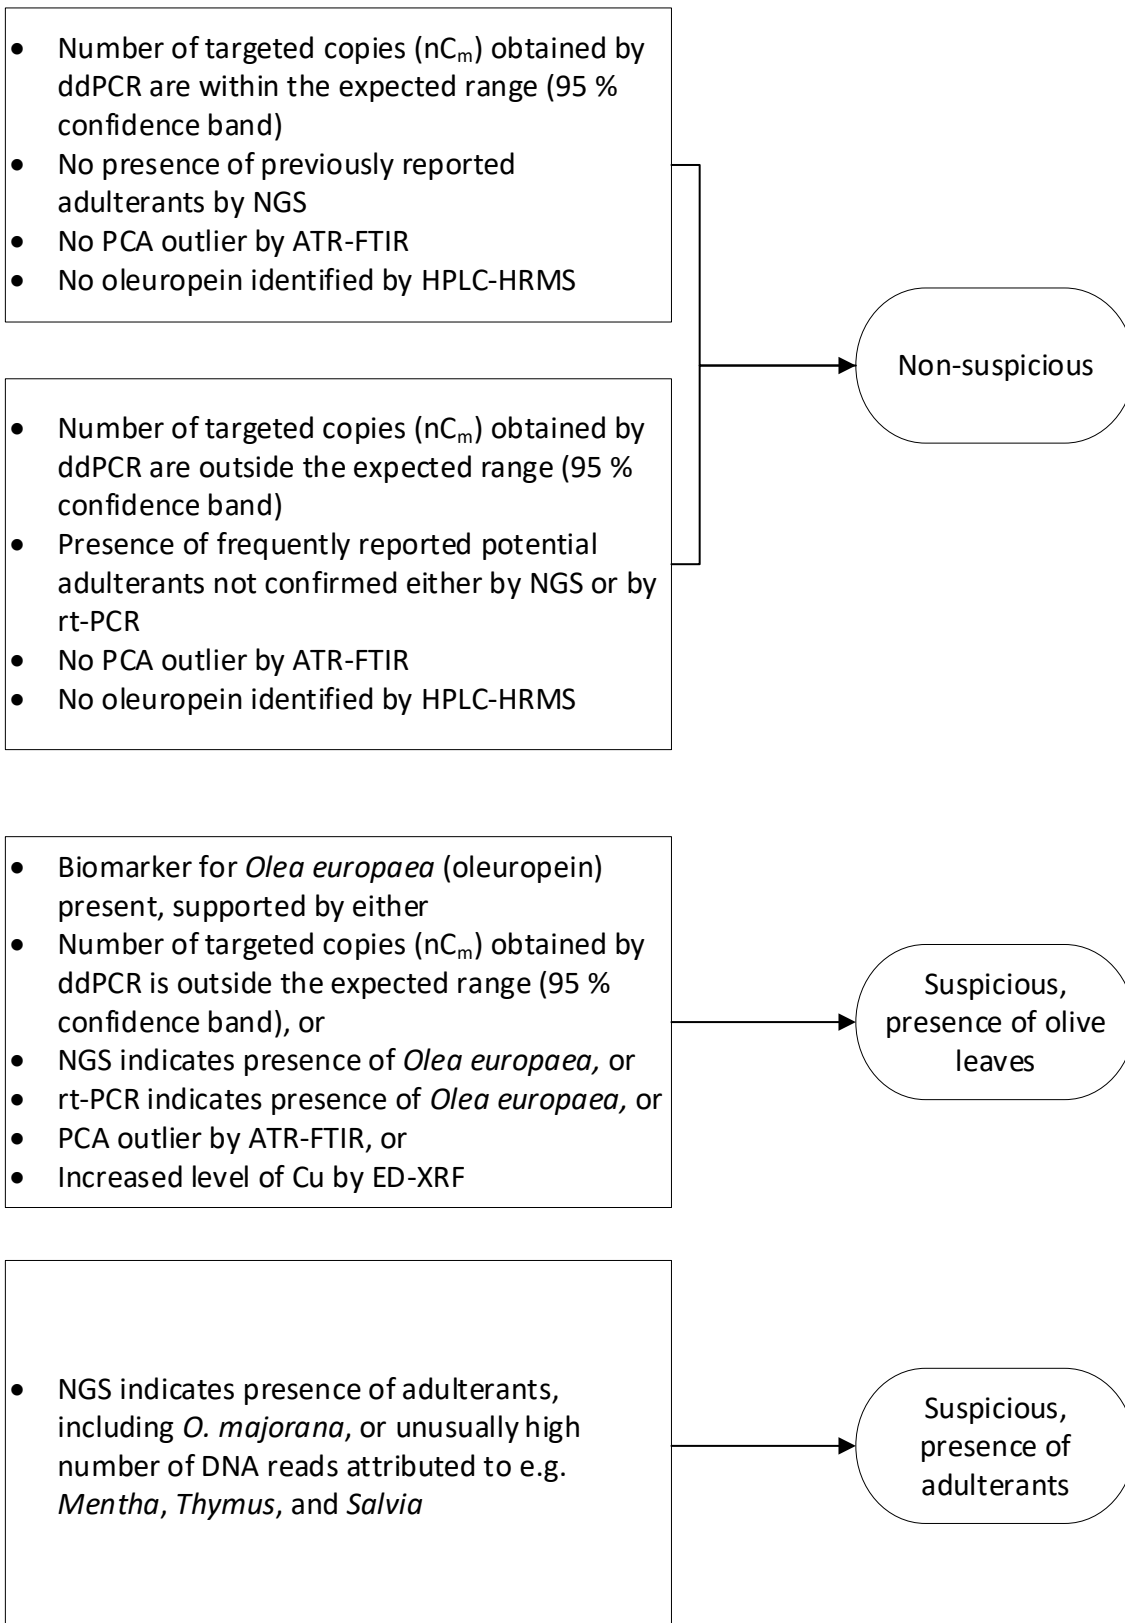 • Number of targeted copies (nCm) obtained by
ddPCR are within the expected range (95 %
confidence band)
• No presence of previously reported
adulterants by NGS
• No PCA outlier by ATR-FTIR
• No oleuropein identified by HPLC-HRMS
Non-suspicious
• Number of targeted copies (nCm) obtained by
ddPCR are outside the expected range (95 %
confidence band)
• Presence of frequently reported potential
adulterants not confirmed either by NGS or by
rt-PCR
• No PCA outlier by ATR-FTIR
• No oleuropein identified by HPLC-HRMS
• Biomarker for Olea europaea (oleuropein)
present, supported by either
• Number of targeted copies (nCm) obtained by
ddPCR is outside the expected range (95 %
confidence band), or
• NGS indicates presence of Olea europaea, or
• rt-PCR indicates presence of Olea europaea, or
• PCA outlier by ATR-FTIR, or
• Increased level of Cu by ED-XRF
Suspicious,
presence of olive
leaves
• NGS indicates presence of adulterants,
including O. majorana, or unusually high
number of DNA reads attributed to e.g.
Mentha, Thymus, and Salvia
Suspicious,
presence of
adulterants